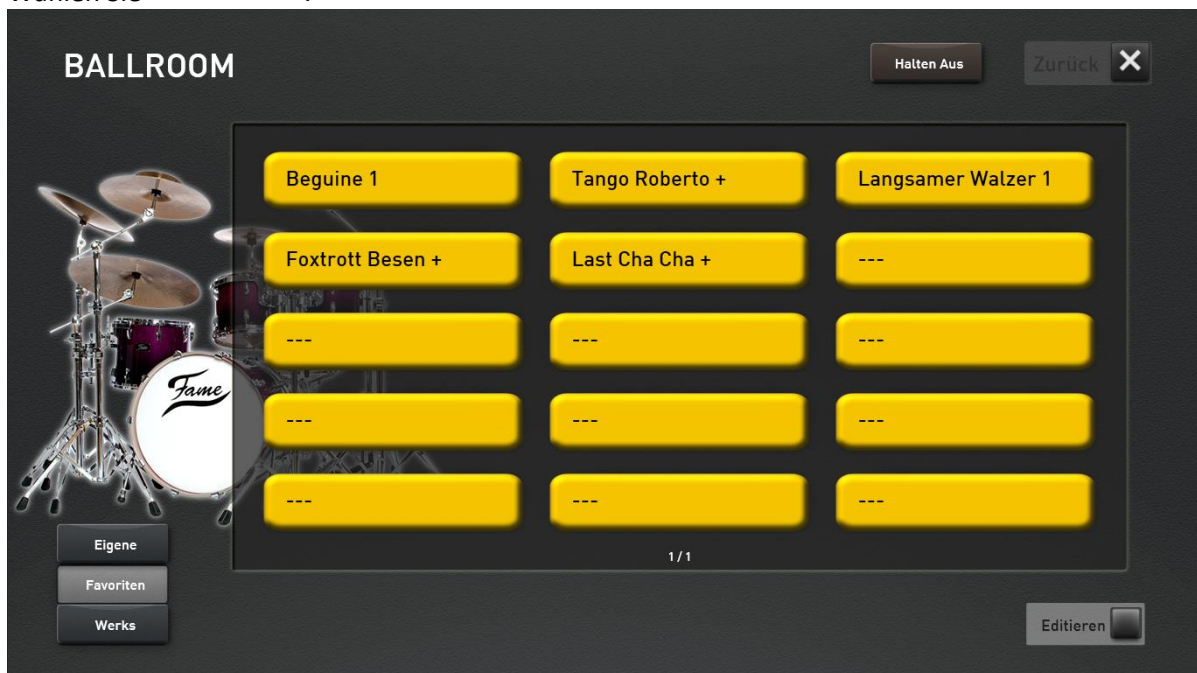 BALLROOM
Halten Aus
Zurück
Beguine 1
Tango Roberto +
Langsamer Walzer 1
Foxtrott Besen +
Last Cha Cha +
---
---
---
---
---
---
---
---
---
---
Fame
1/1
Eigene
Favoriten
Werks
Editieren